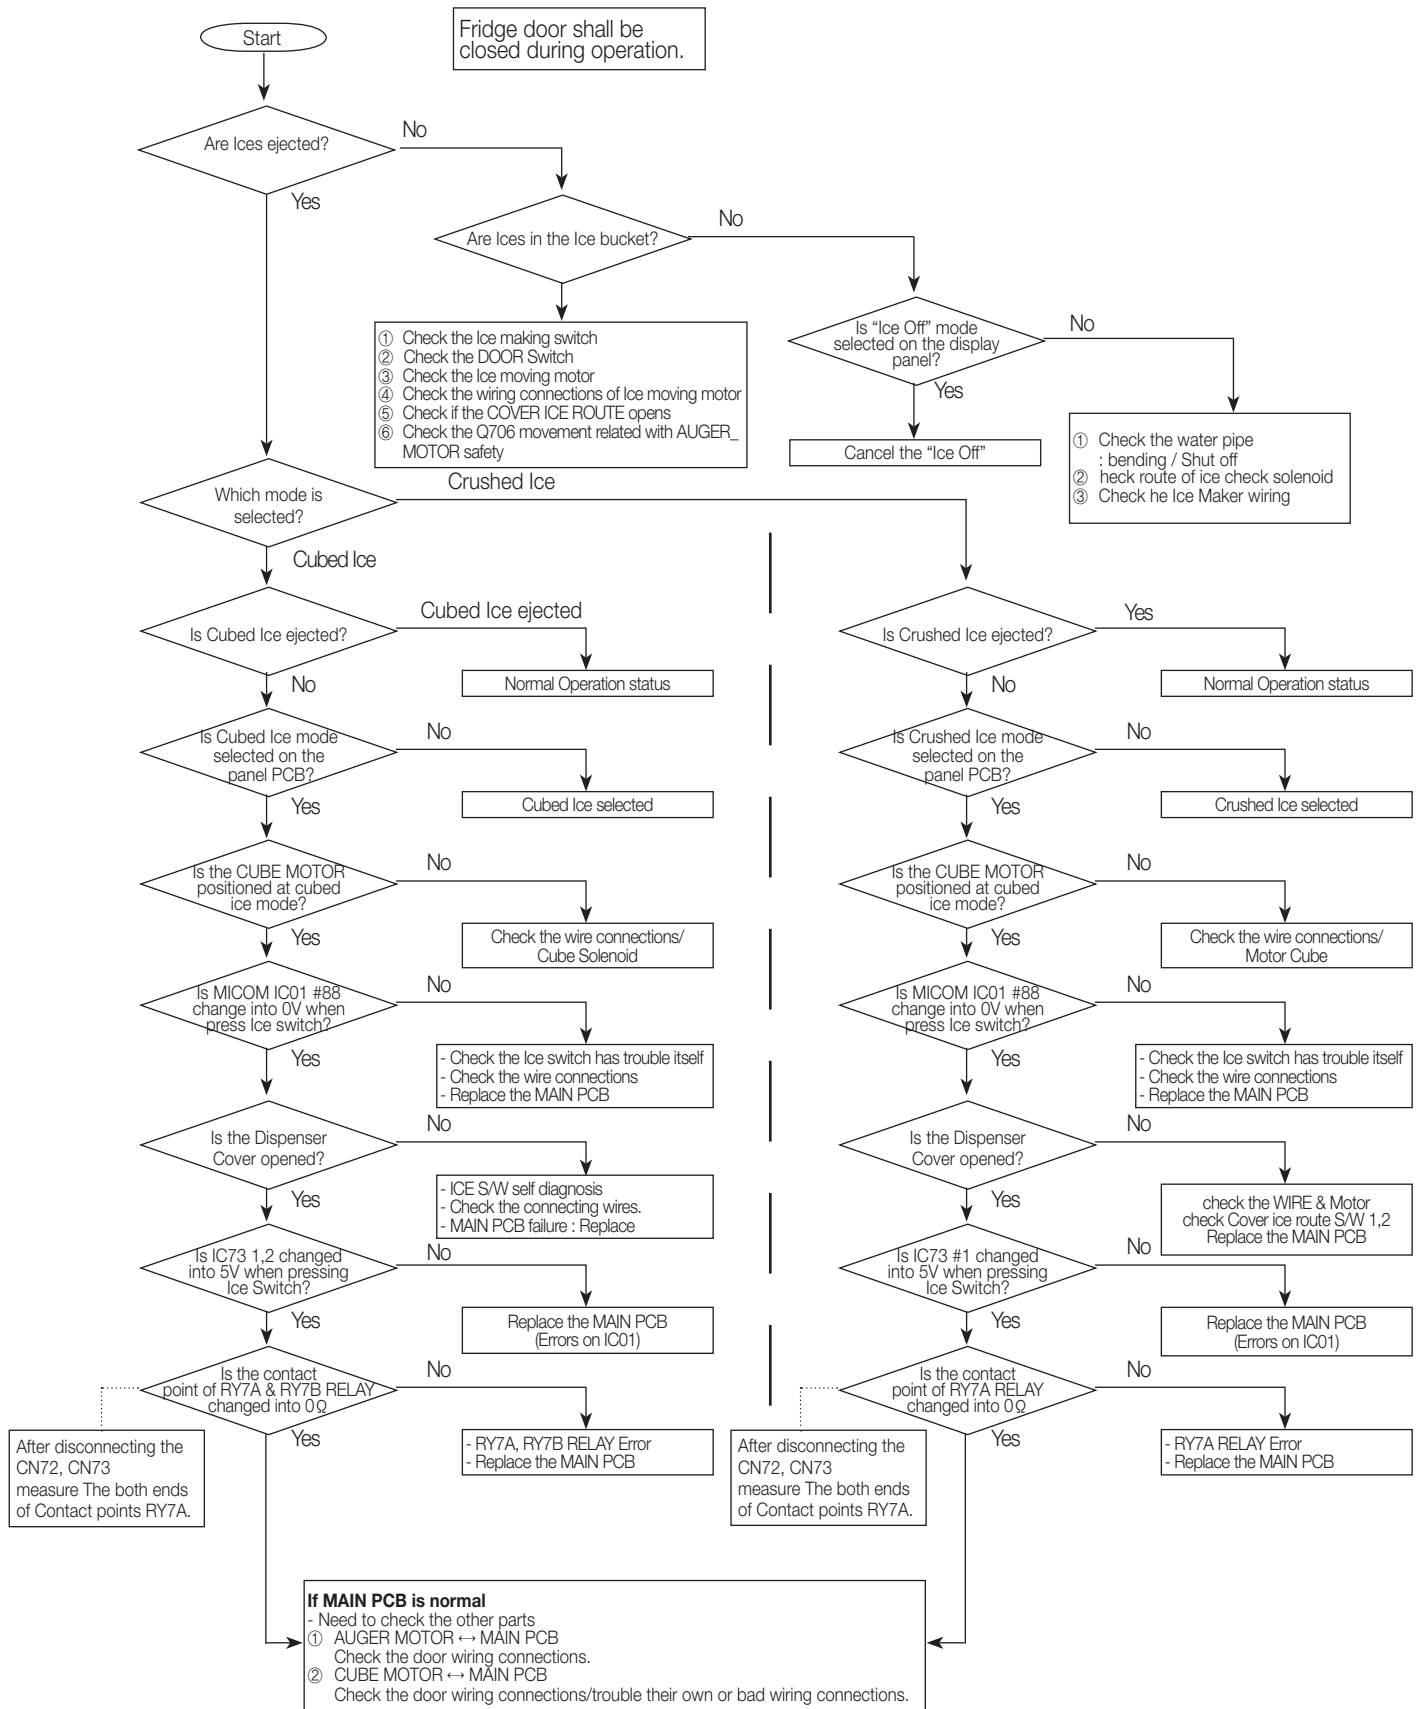 Start
Fridge door shall be
closed during operation.
Are Ices ejected?
No
Yes
Are Ices in the Ice bucket?
No
① Check the Ice making switch
② Check the DOOR Switch
③ Check the Ice moving motor
④ Check the wiring connections of Ice moving motor
⑤ Check if the COVER ICE ROUTE opens
⑥ Check the Q706 movement related with AUGER_
MOTOR safety
Is “Ice Off” mode
selected on the display
panel?
No
Yes
Cancel the “Ice Off”
① Check the water pipe
: bending / Shut off
② heck route of ice check solenoid
③ Check he Ice Maker wiring
Which mode is
selected?
Crushed Ice
Cubed Ice
Is Cubed Ice ejected?
Cubed Ice ejected
Normal Operation status
No
Is Cubed Ice mode
selected on the
panel PCB?
No
Cubed Ice selected
Yes
Is the CUBE MOTOR
positioned at cubed
ice mode?
No
Check the wire connections/
Cube Solenoid
Yes
Is MICOM IC01 #88
change into 0V when
press Ice switch?
No
- Check the Ice switch has trouble itself
- Check the wire connections
- Replace the MAIN PCB
Yes
Is the Dispenser
Cover opened?
No
- ICE S/W self diagnosis
- Check the connecting wires.
- MAIN PCB failure : Replace
Yes
Is IC73 1,2 changed
into 5V when pressing
Ice Switch?
No
Replace the MAIN PCB
(Errors on IC01)
Yes
Is the contact
point of RY7A & RY7B RELAY
changed into 0Ω
No
- RY7A, RY7B RELAY Error
- Replace the MAIN PCB
Yes
After disconnecting the
CN72, CN73
measure The both ends
of Contact points RY7A.
Is Crushed Ice ejected?
Yes
Normal Operation status
No
Is Crushed Ice mode
selected on the
panel PCB?
No
Crushed Ice selected
Yes
Is the CUBE MOTOR
positioned at cubed
ice mode?
No
Check the wire connections/
Motor Cube
Yes
Is MICOM IC01 #88
change into 0V when
press Ice switch?
No
- Check the Ice switch has trouble itself
- Check the wire connections
- Replace the MAIN PCB
Yes
Is the Dispenser
Cover opened?
No
check the WIRE & Motor
check Cover ice route S/W 1,2
Replace the MAIN PCB
Yes
Is IC73 #1 changed
into 5V when pressing
Ice Switch?
No
Replace the MAIN PCB
(Errors on IC01)
Yes
Is the contact
point of RY7A RELAY
changed into 0Ω
No
- RY7A RELAY Error
- Replace the MAIN PCB
Yes
After disconnecting the
CN72, CN73
measure The both ends
of Contact points RY7A.
If MAIN PCB is normal
- Need to check the other parts
① AUGER MOTOR ↔ MAIN PCB
Check the door wiring connections.
② CUBE MOTOR ↔ MAIN PCB
Check the door wiring connections/trouble their own or bad wiring connections.